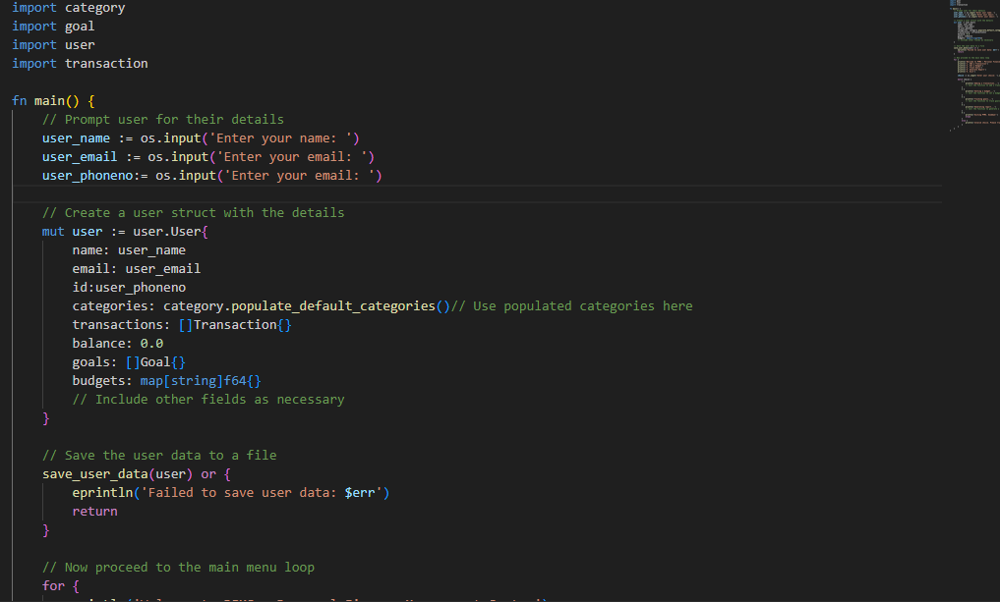 import category
import goal
import user
import transaction
fn main() {
// Prompt user for their details
user_name := os.input('Enter your name: ')
user_email := os.input('Enter your email: ')
user_phoneno:= os.input('Enter your email: ')
// Create a user struct with the details
mut user := user.User{
name: user_name
email: user_email
id:user_phoneno
categories: category.populate_default_categories()// Use populated categories here
transactions: []Transaction{}
balance: 0.0
goals: []Goal{}
budgets: map[string]f64{}
// Include other fields as necessary
}
// Save the user data to a file
save_user_data(user) or {
eprintln('Failed to save user data: $err')
return
}
// Now proceed to the main menu loop
for {